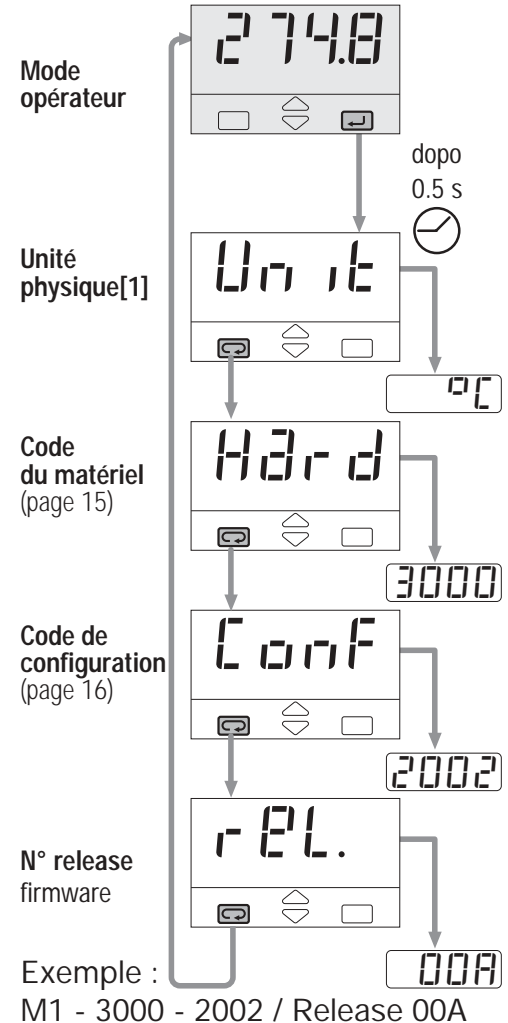 274.8
Mode
opérateur
dopo
0.5 s
Unité
physique[1]
Unit
°C
Code
du matériel
(page 15)
Hard
3000
Code de
configuration
(page 16)
ConF
2002
rEL.
N° release
firmware
00A
Exemple :
M1 - 3000 - 2002 / Release 00A